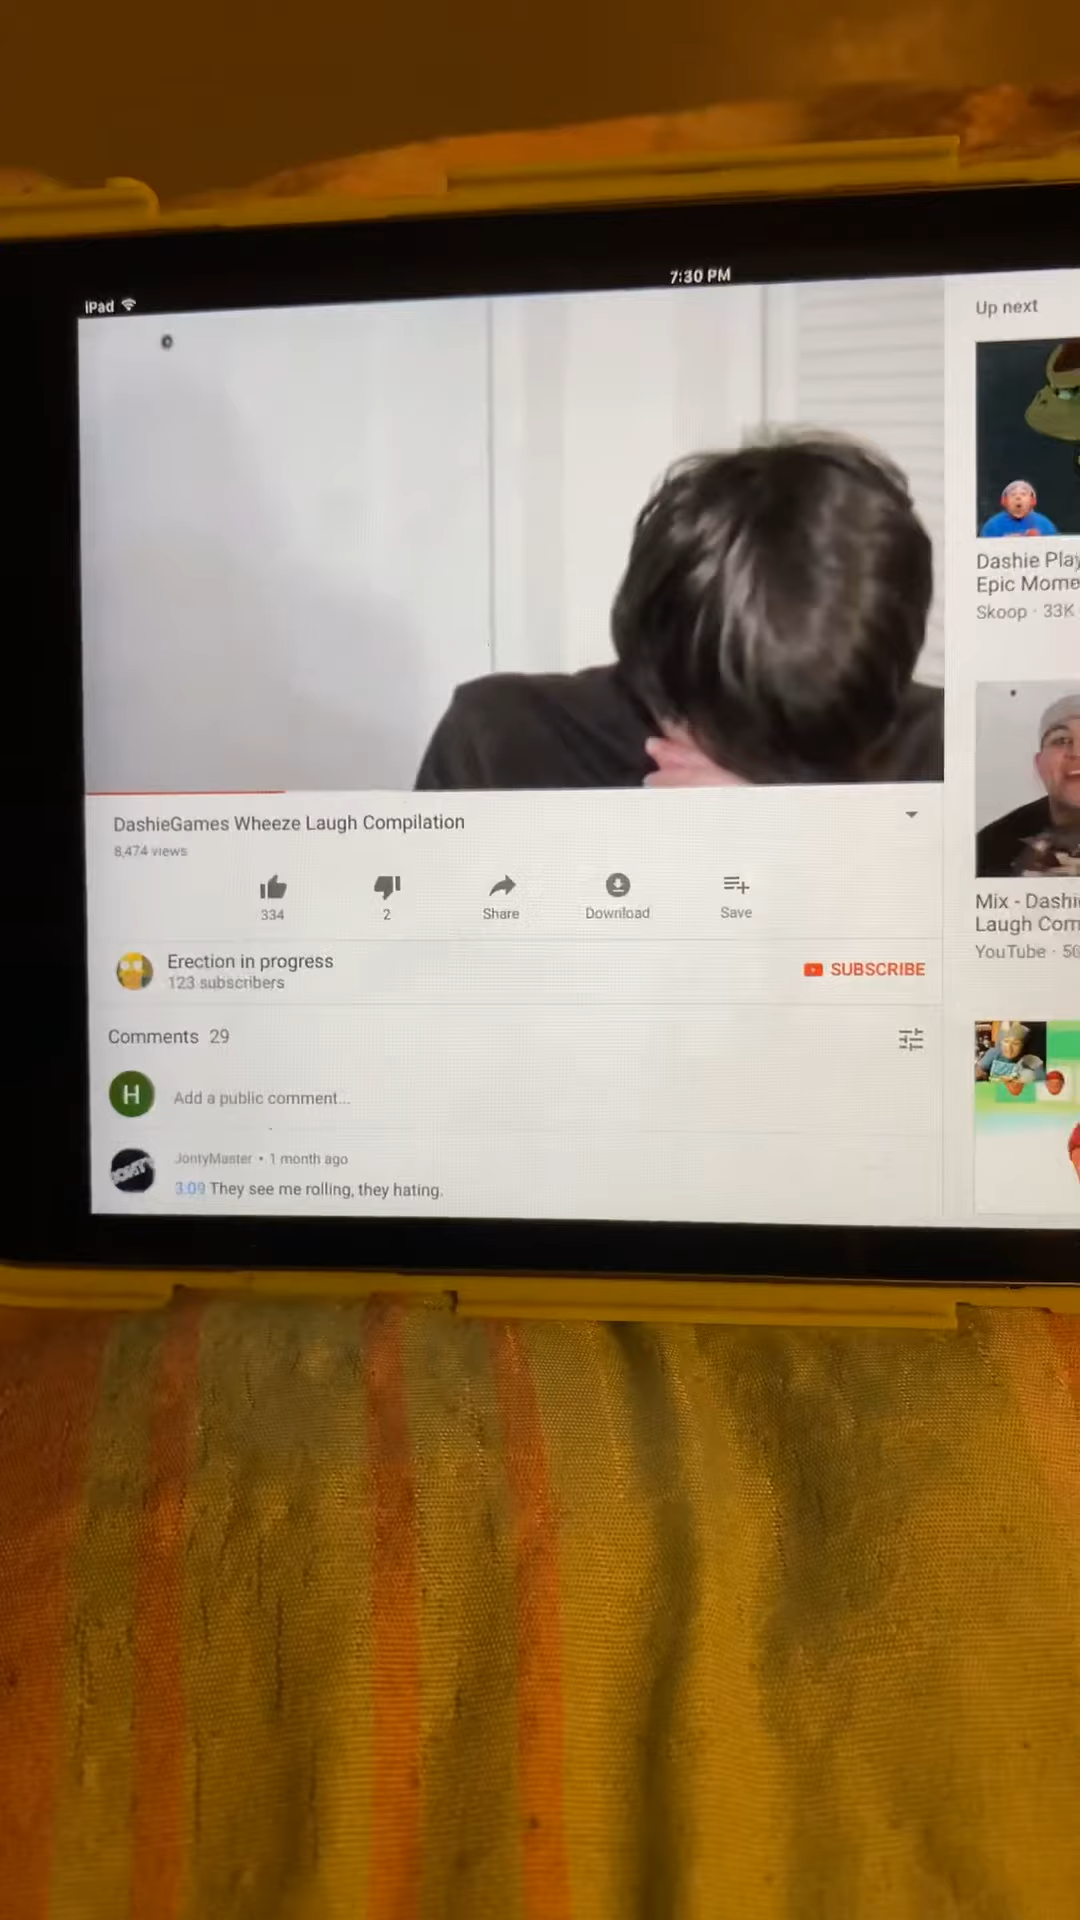 iPad
7:30 PM
Up next
Dashie Play
Epic Mome
Skoop · 33K
DashieGames Wheeze Laugh Compilation
8,474 views
334
2
Share
Download
Save
Mix - Dashi
Laugh Com
YouTube · 50
Erection in progress
123 subscribers
SUBSCRIBE
Comments 29
H
Add a public comment...
JontyMaster • 1 month ago
3:09 They see me rolling, they hating.